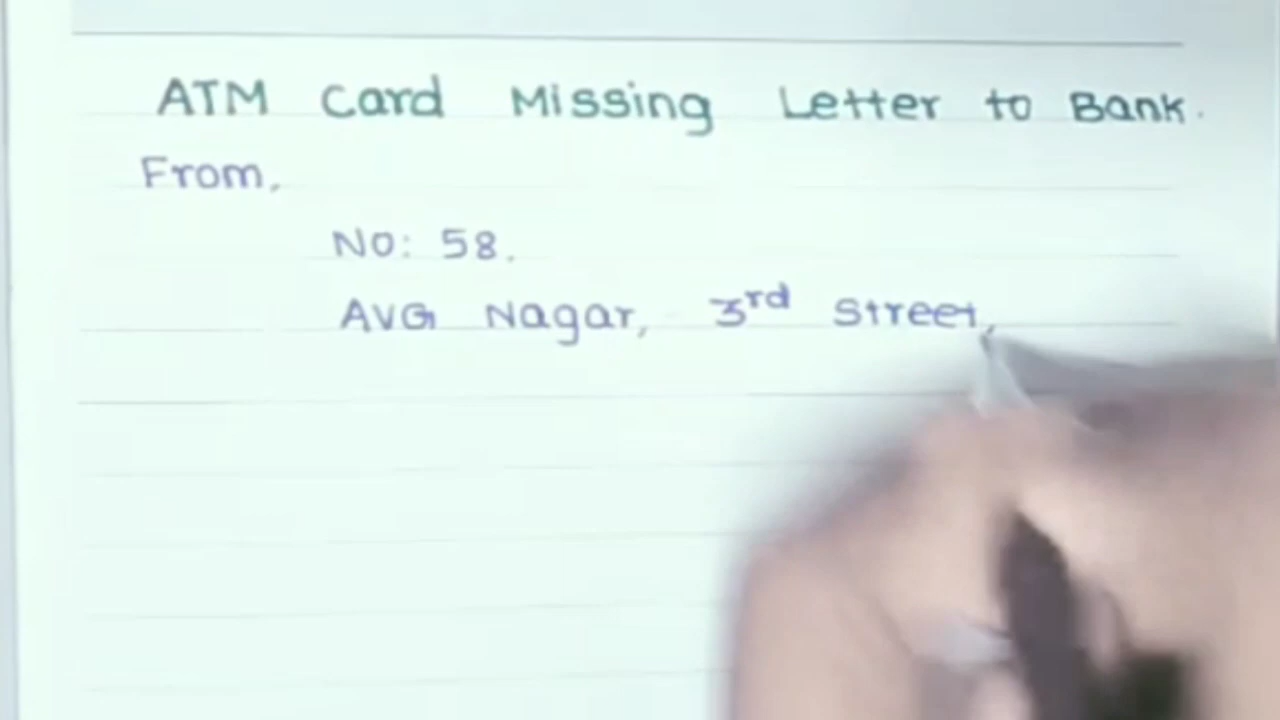 ATM Card Missing Letter to Bank.
From,
No: 58.
AVG Nagar, 3rd Street,